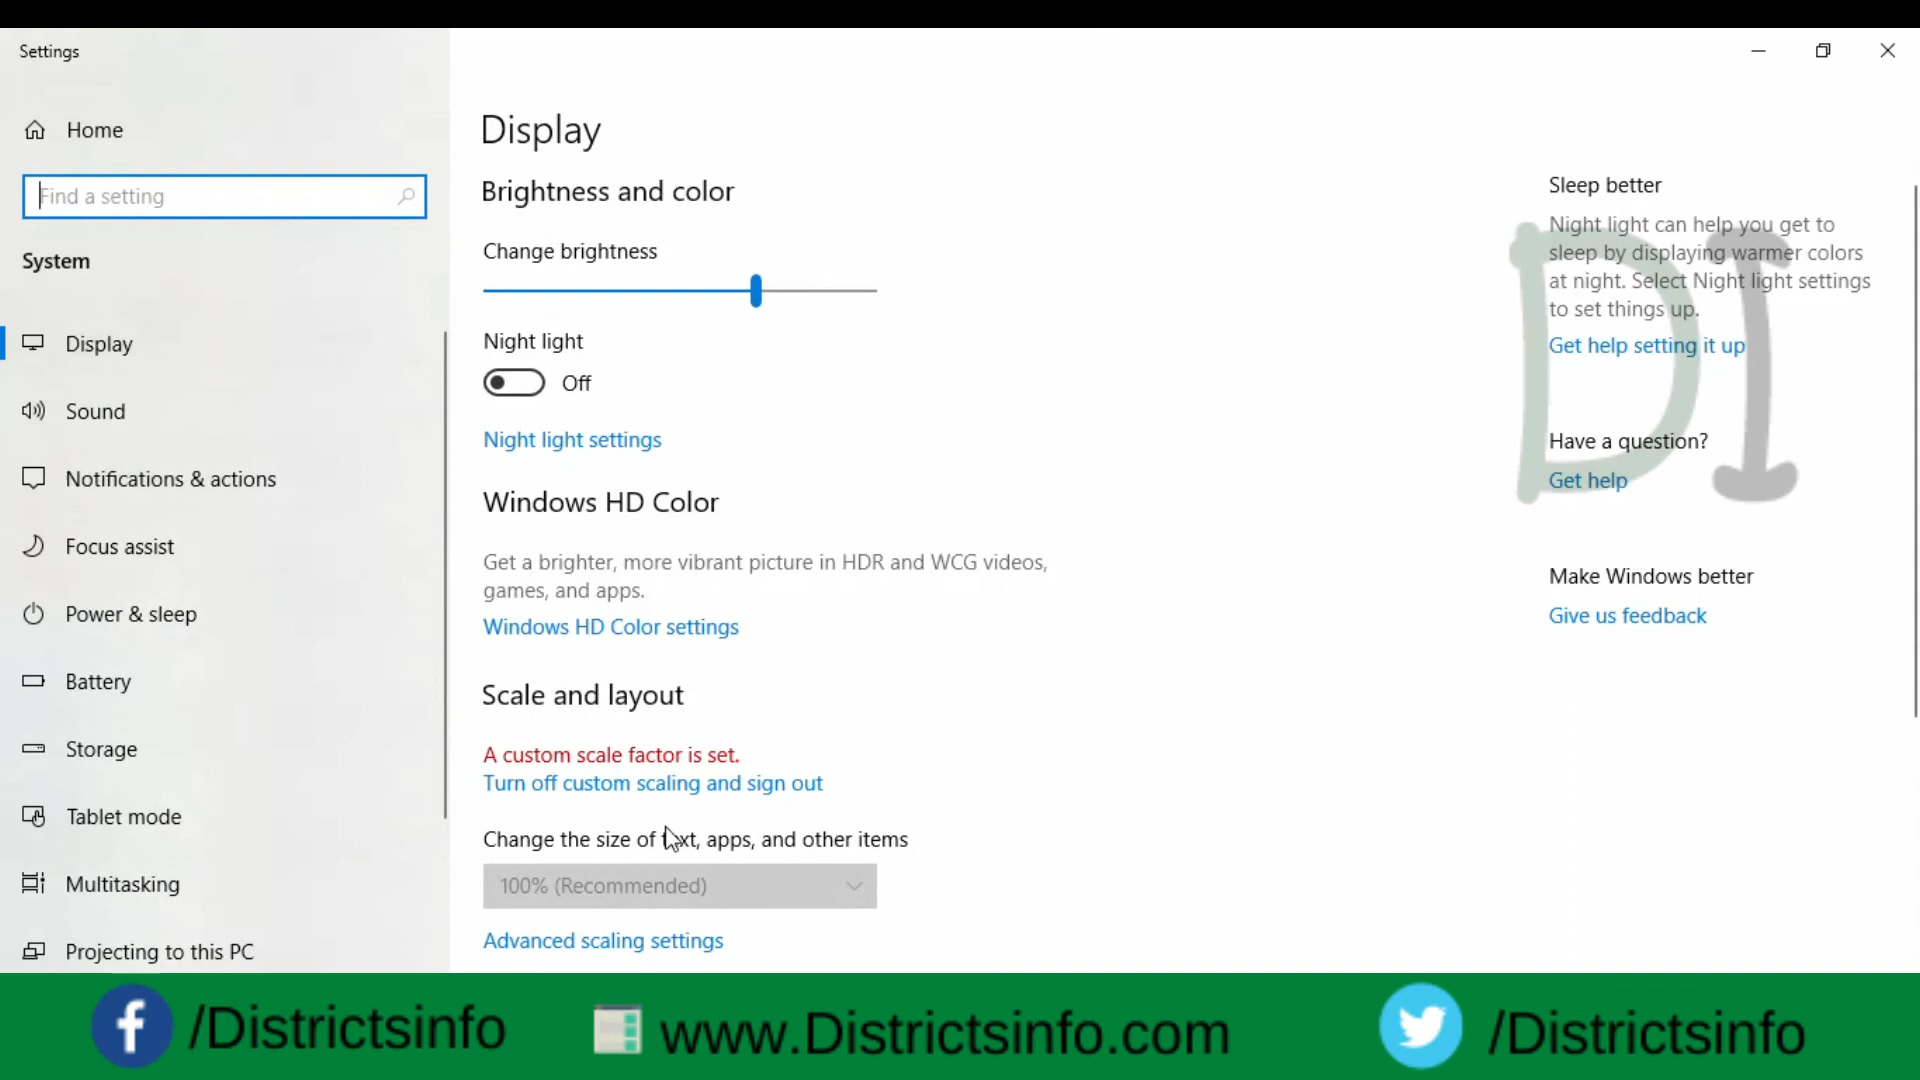 Settings
Home
Find a setting
System
Display
Sound
Notifications & actions
Focus assist
Power & sleep
Battery
Storage
Tablet mode
Multitasking
Projecting to this PC
Display
Brightness and color
Change brightness
Night light
Off
Night light settings
Windows HD Color
Get a brighter, more vibrant picture in HDR and WCG videos,
games, and apps.
Windows HD Color settings
Scale and layout
A custom scale factor is set.
Turn off custom scaling and sign out
Change the size of text, apps, and other items
100% (Recommended)
Advanced scaling settings
Sleep better
Night light can help you get to
sleep by displaying warmer colors
at night. Select Night light settings
to set things up.
Get help setting it up
Have a question?
Get help
Make Windows better
Give us feedback
DI
/Districtsinfo
www.Districtsinfo.com
/Districtsinfo